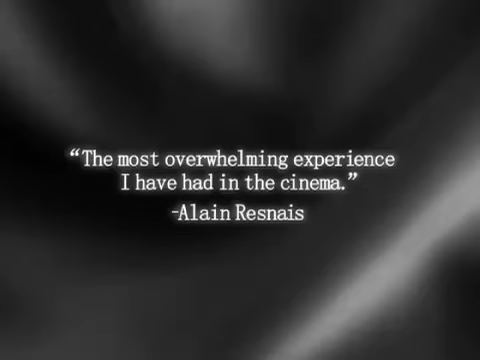 “The most overwhelming experience
I have had in the cinema.”
-Alain Resnais